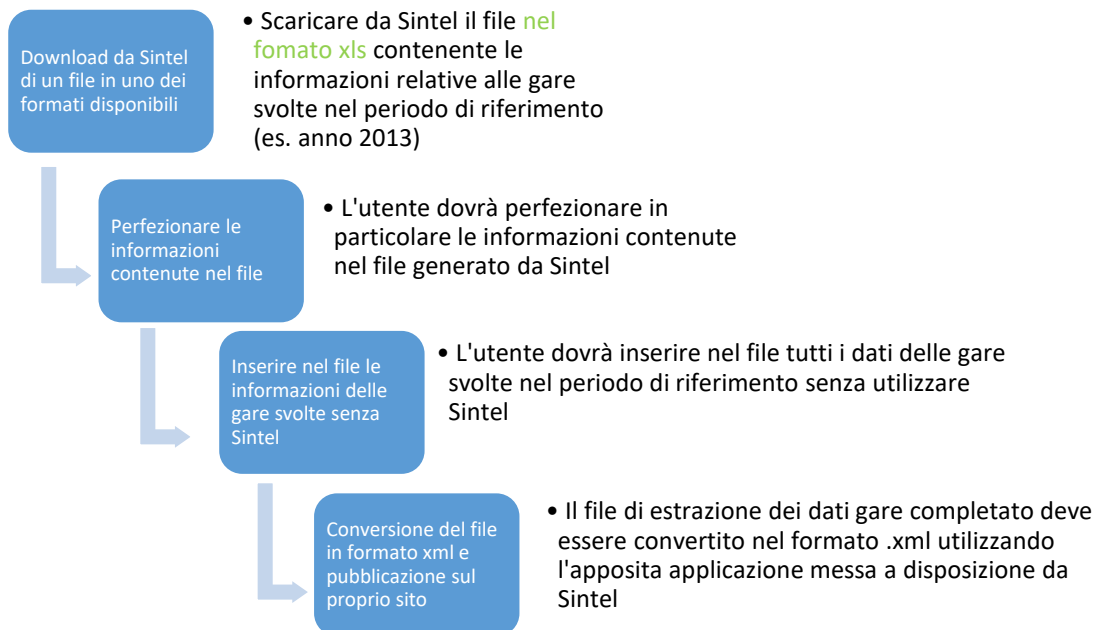 Download da Sintel
di un file in uno dei
formati disponibili
• Scaricare da Sintel il file nel
fomato xls contenente le
informazioni relative alle gare
svolte nel periodo di riferimento
(es. anno 2013)
Perfezionare le
informazioni
contenute nel file
• L'utente dovrà perfezionare in
particolare le informazioni contenute
nel file generato da Sintel
Inserire nel file le
informazioni delle
gare svolte senza
Sintel
• L'utente dovrà inserire nel file tutti i dati delle gare
svolte nel periodo di riferimento senza utilizzare
Sintel
Conversione del file
in formato xml e
pubblicazione sul
proprio sito
• Il file di estrazione dei dati gare completato deve
essere convertito nel formato .xml utilizzando
l'apposita applicazione messa a disposizione da
Sintel